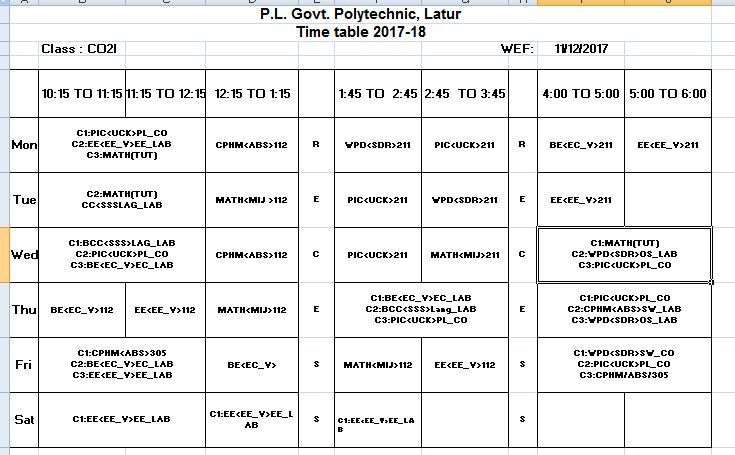 P.L. Govt. Polytechnic, Latur
Time table 2017-18
Class : CO2I WEF: 11/12/2017
10:15 TO 11:15 11:15 TO 12:15 12:15 TO 1:15 1:45 TO 2:45 2:45 TO 3:45 4:00 TO 5:00 5:00 TO 6:00
Mon
C1:PIC<UCK>PL_CO
C2:EE<EE_V>EE_LAB
C3:MATH(TUT)
CPHM<ABS>112 R WPD<SDR>211 PIC<UCK>211 R BE<EC_V>211 EE<EE_V>211
Tue
C2:MATH(TUT)
CC<SSSLAG_LAB
MATH<MIJ >112 E PIC<UCK>211 WPD<SDR>211 E EE<EE_V>211
Wed
C1:BCC<SSS>LAG_LAB
C2:PIC<UCK>PL_CO
C3:BE<EC_V>EC_LAB
CPHM<ABS>112 C PIC<UCK>211 MATH<MIJ>211 C
C1:MATH(TUT)
C2:WPD<SDR>OS_LAB
C3:PIC<UCK>PL_CO
Thu BE<EC_V>112 EE<EE_V>112 MATH<MIJ>112 E
C1:BE<EC_V>EC_LAB
C2:BCC<SSS>Lang_LAB
C3:PIC<UCK>PL_CO
E
C1:PIC<UCK>PL_CO
C2:CPHM<ABS>SW_LAB
C3:WPD<SDR>OS_LAB
Fri
C1:CPHM<ABS>305
C2:BE<EC_V>EC_LAB
C3:EE<EE_V>EE_LAB
BE<EC_V> S MATH<MIJ>112 EE<EE_V>112 S
C1:WPD<SDR>SW_CO
C2:PIC<UCK>PL_CO
C3:CPHM/ABS/305
Sat C1:EE<EE_V>EE_LAB
C1:EE<EE_V>EE_L
AB
S
C1:EE<EE_V>EE_LA
B
S